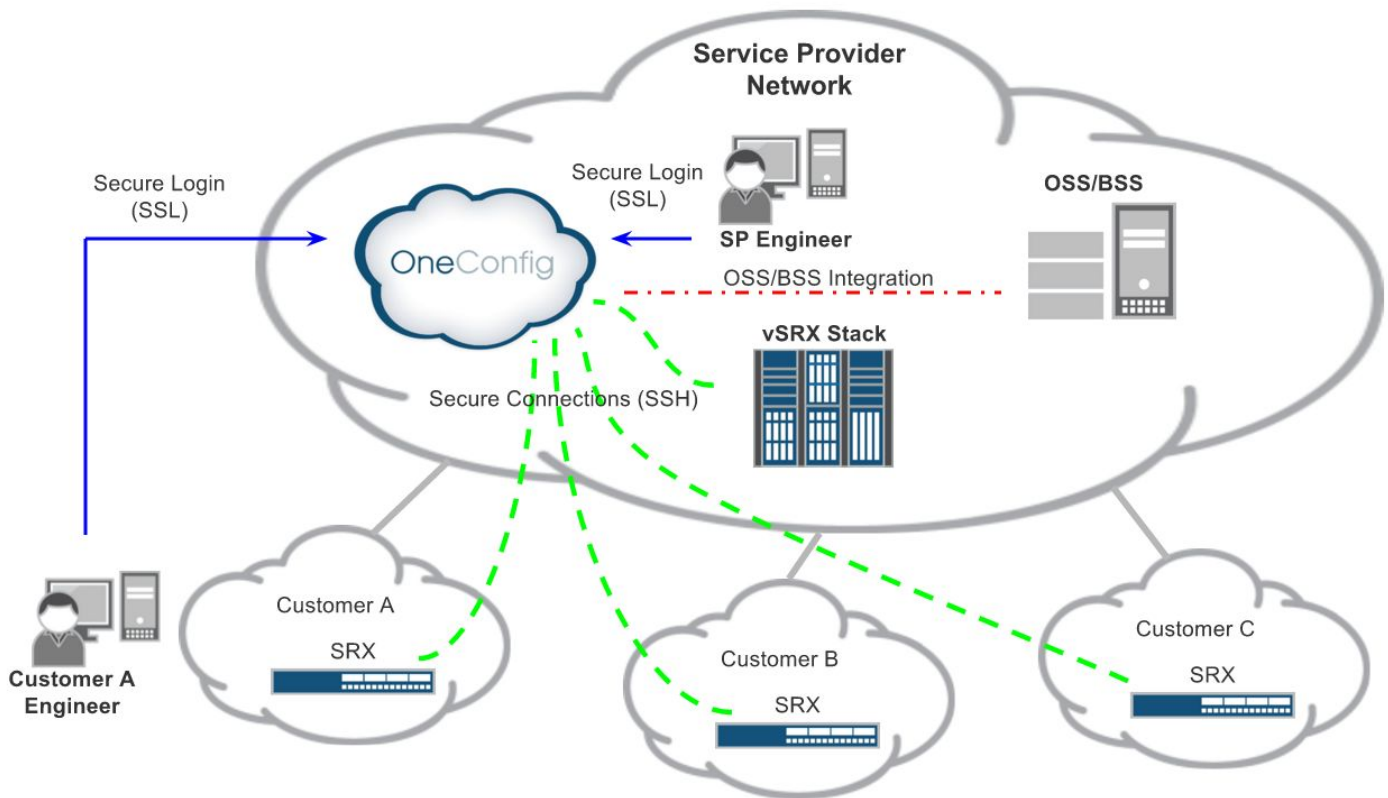 Service Provider
Network
Secure Login
(SSL)
Secure Login
(SSL)
OSS/BSS
OneConfig
SP Engineer
OSS/BSS Integration
vSRX Stack
Secure Connections (SSH)
Customer A
SRX
Customer A
Engineer
Customer B
SRX
Customer C
SRX